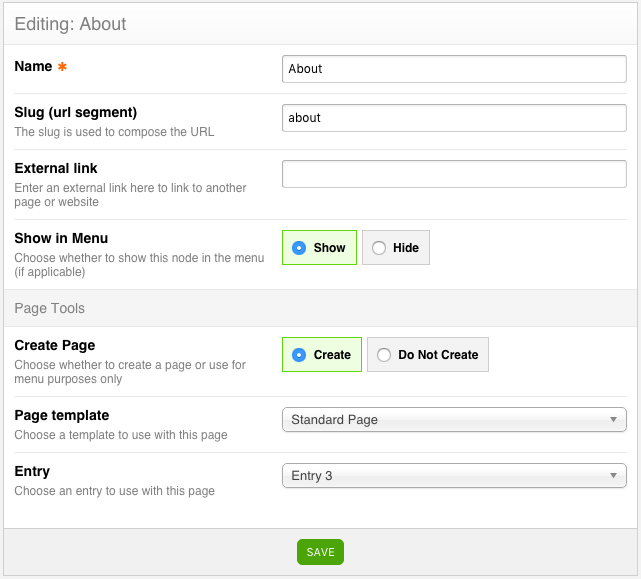 Editing: About
Name *
About
Slug (url segment)
The slug is used to compose the URL
about
External link
Enter an external link here to link to another
page or website
Show in Menu
Choose whether to show this node in the menu
(if applicable)
Show
Hide
Page Tools
Create Page
Choose whether to create a page or use for
menu purposes only
Create
Do Not Create
Page template
Choose a template to use with this page
Standard Page
Entry
Choose an entry to use with this page
Entry 3
SAVE